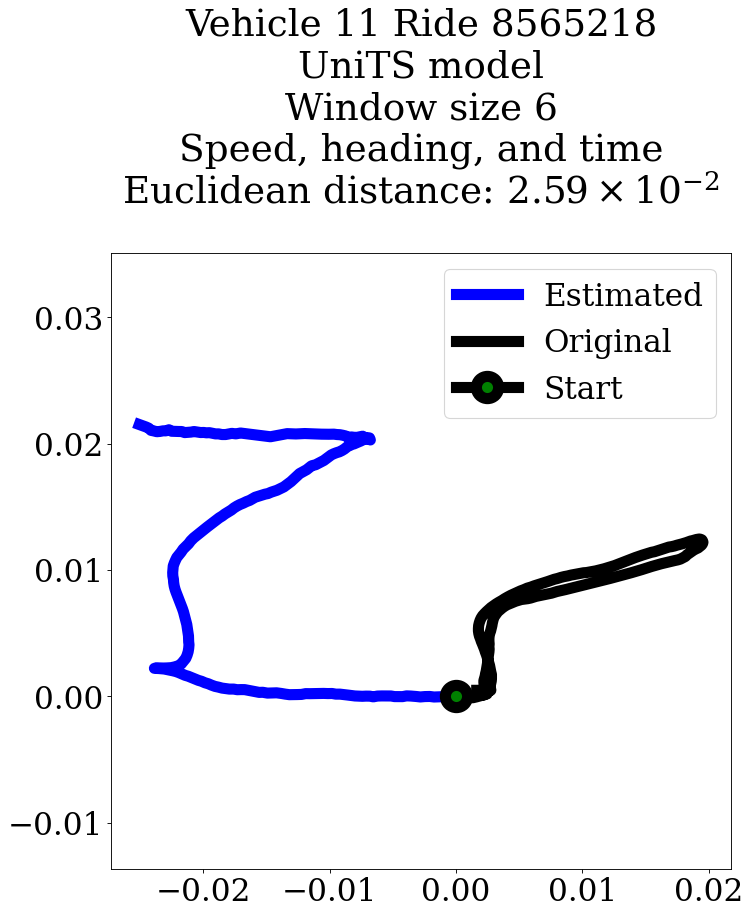 Vehicle 11 Ride 8565218
UniTS model
Window size 6
Speed, heading, and time
Euclidean distance: $2.59 \times 10^{-2}$
Estimated
Original
Start
0.03
0.02
0.01
0.00
−0.01
−0.02
−0.01
0.00
0.01
0.02